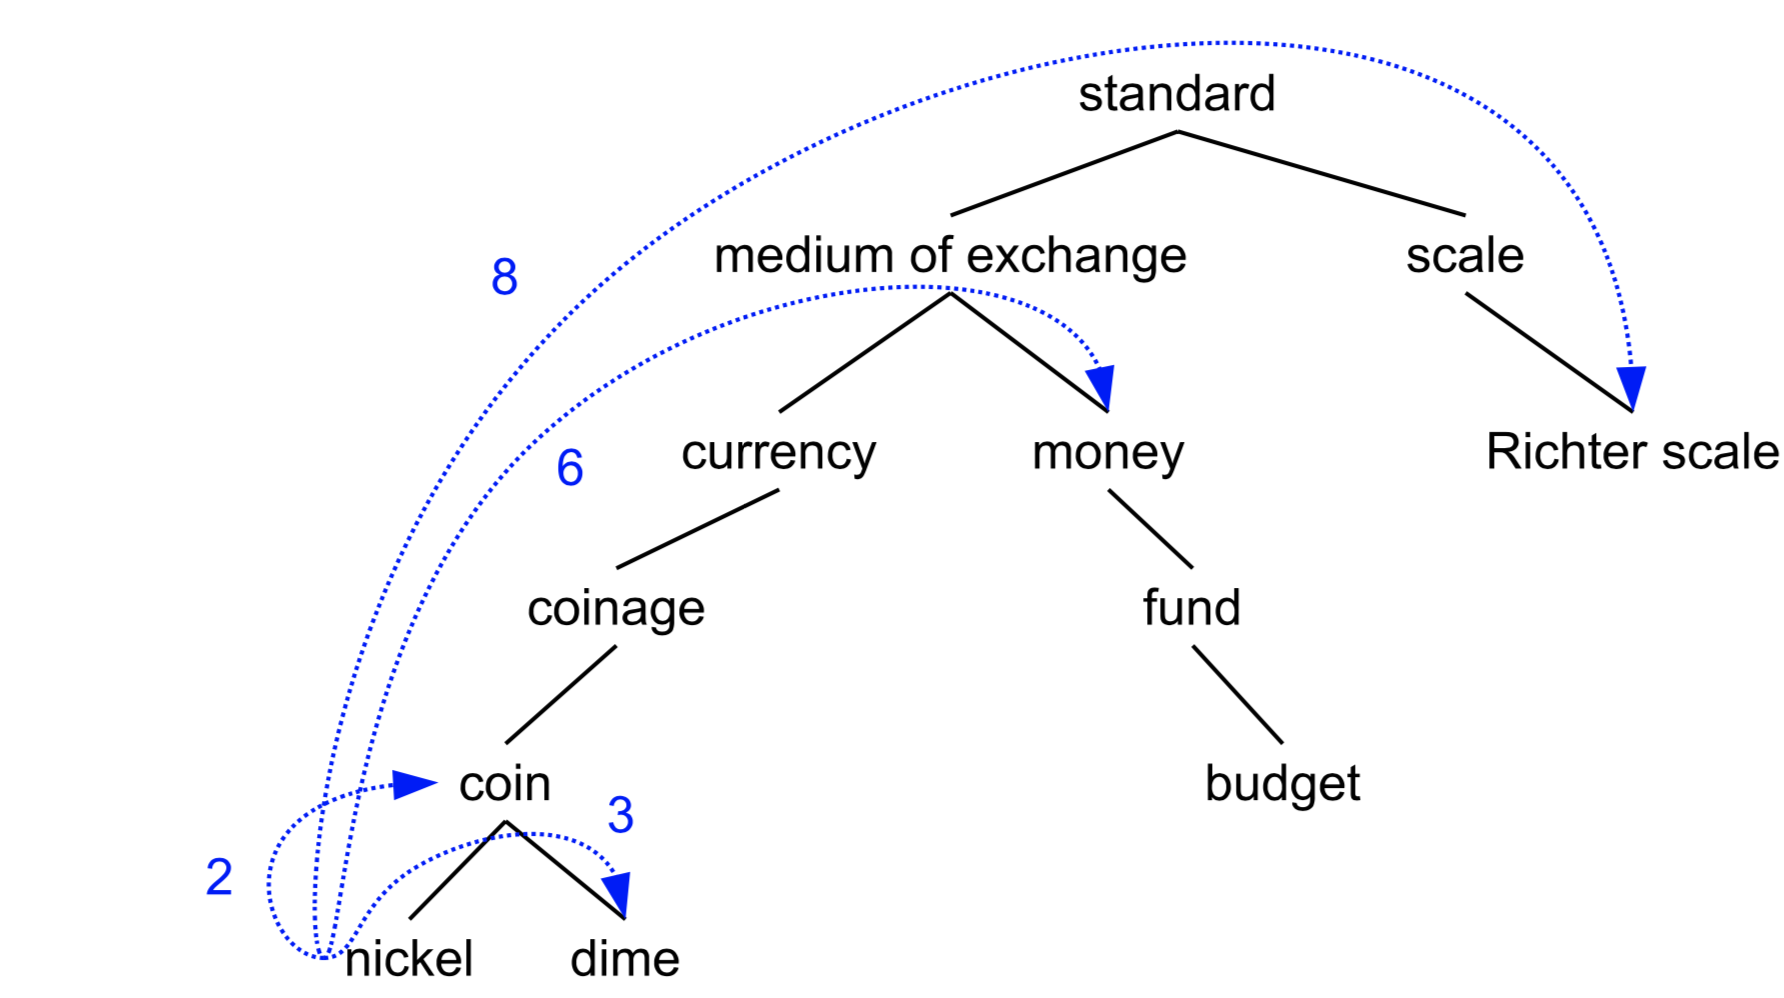 standard
8
medium of exchange
scale
6
currency
money
Richter scale
coinage
fund
coin
budget
3
2
nickel
dime